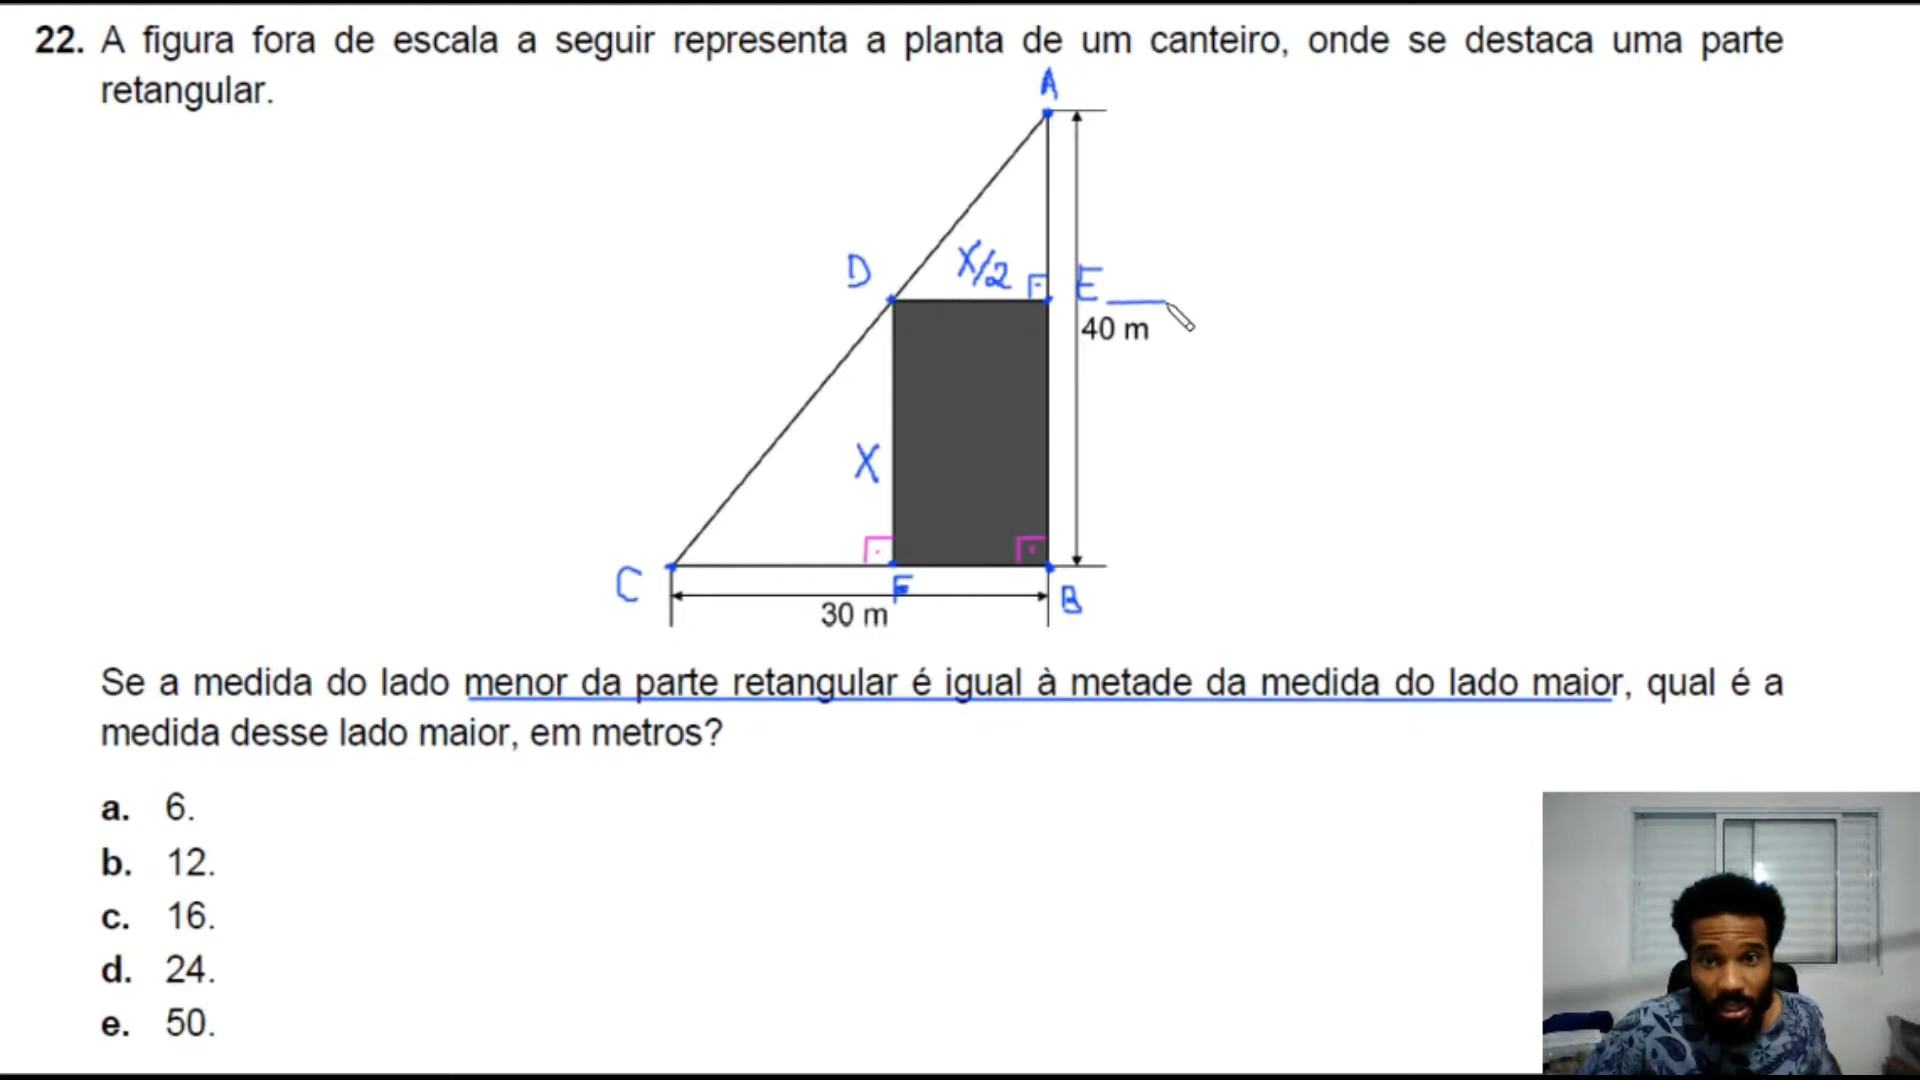 22. A figura fora de escala a seguir representa a planta de um canteiro, onde se destaca uma parte
retangular.
A
D
X/2
E
40 m
X
C
F
B
30 m
Se a medida do lado menor da parte retangular é igual à metade da medida do lado maior, qual é a
medida desse lado maior, em metros?
a. 6.
b. 12.
c. 16.
d. 24.
e. 50.